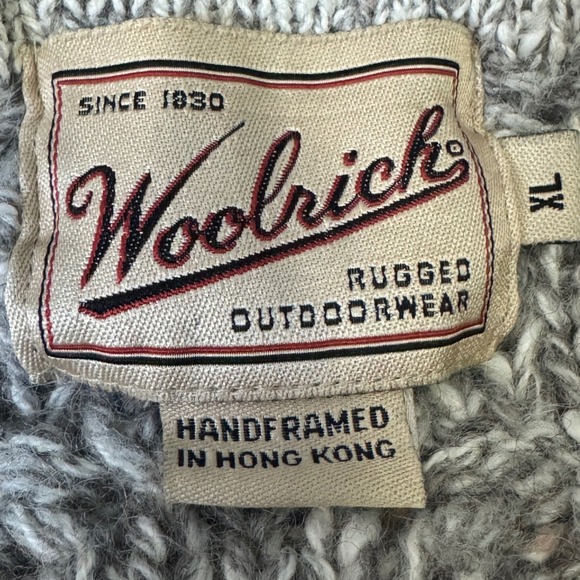 SINCE 1830
Woolrich®
RUGGED
OUTDOORWEAR
XL
HANDFRAMED
IN HONG KONG